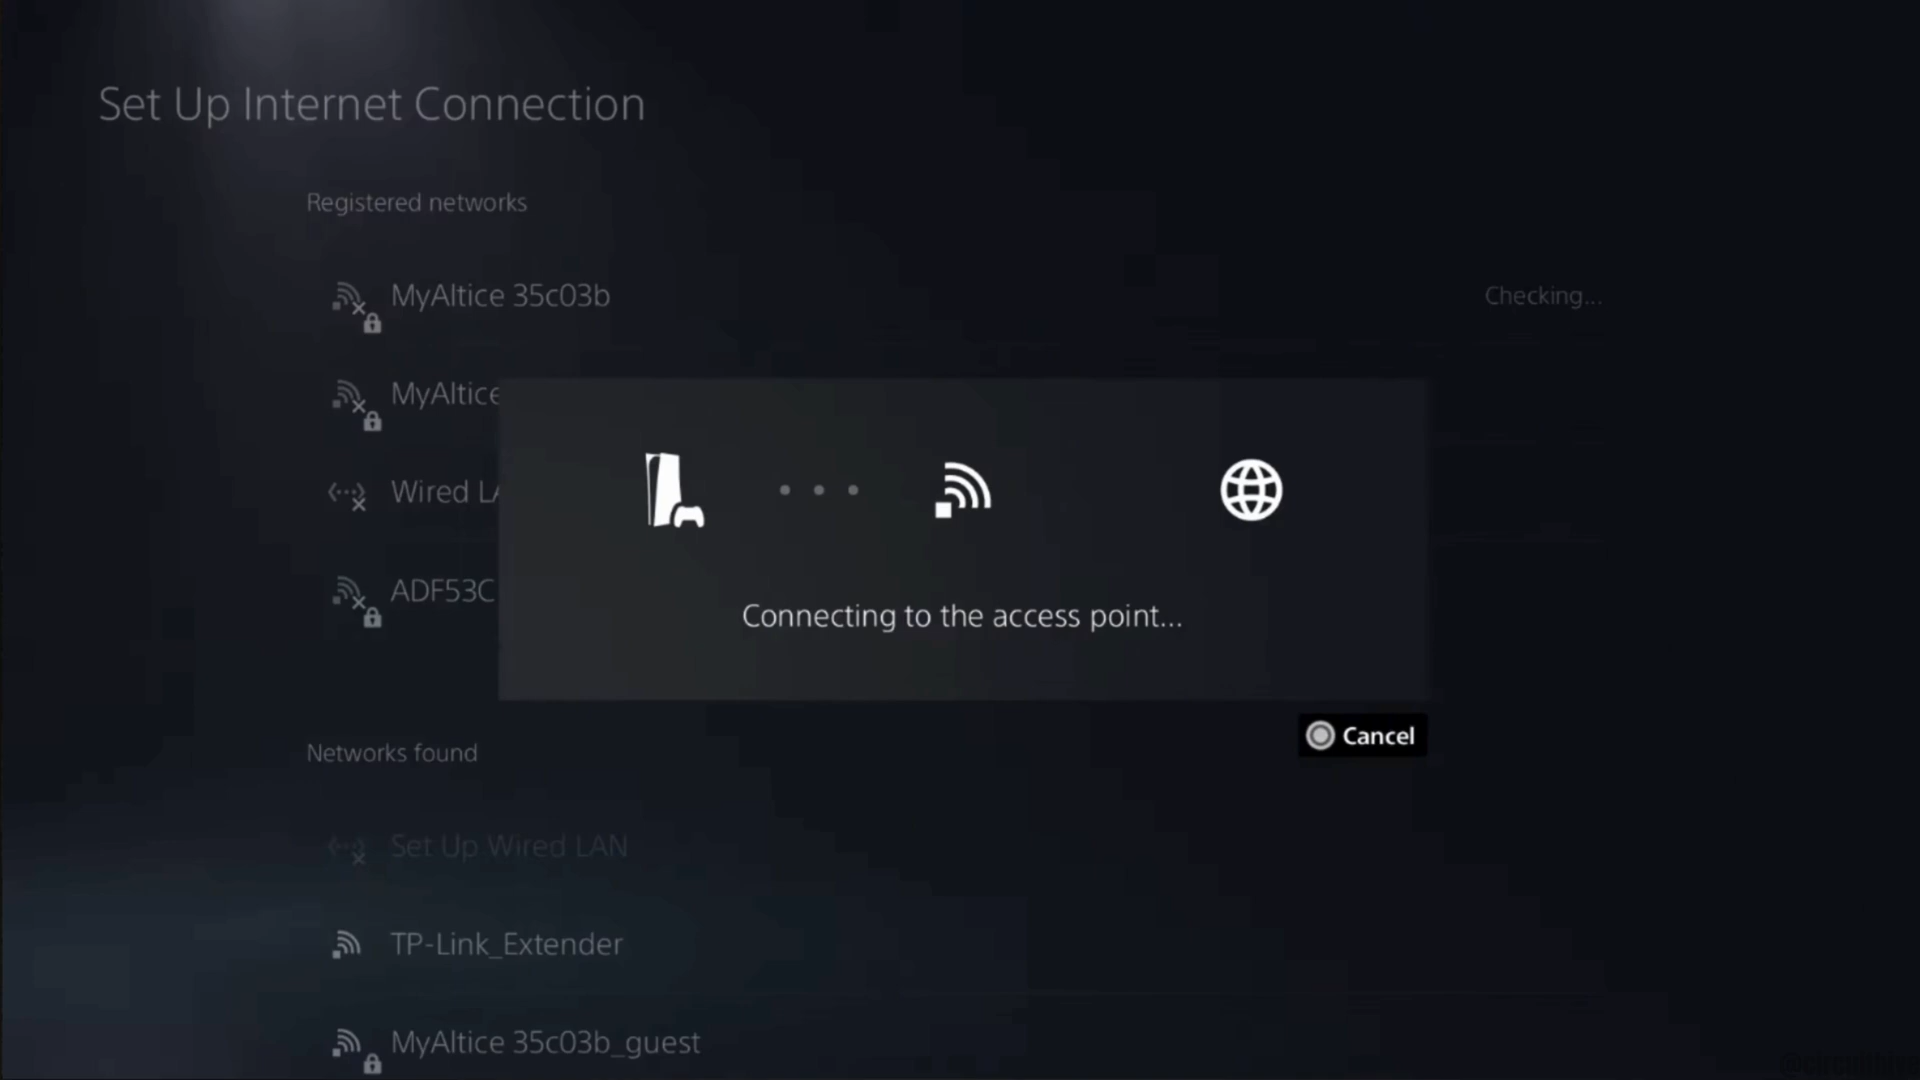 Set Up Internet Connection
Registered networks
MyAltice 35c03b
Checking...
MyAltice
Wired
ADF53C
Connecting to the access point...
Cancel
Networks found
Set Up Wired LAN
TP-Link_Extender
MyAltice 35c03b_guest